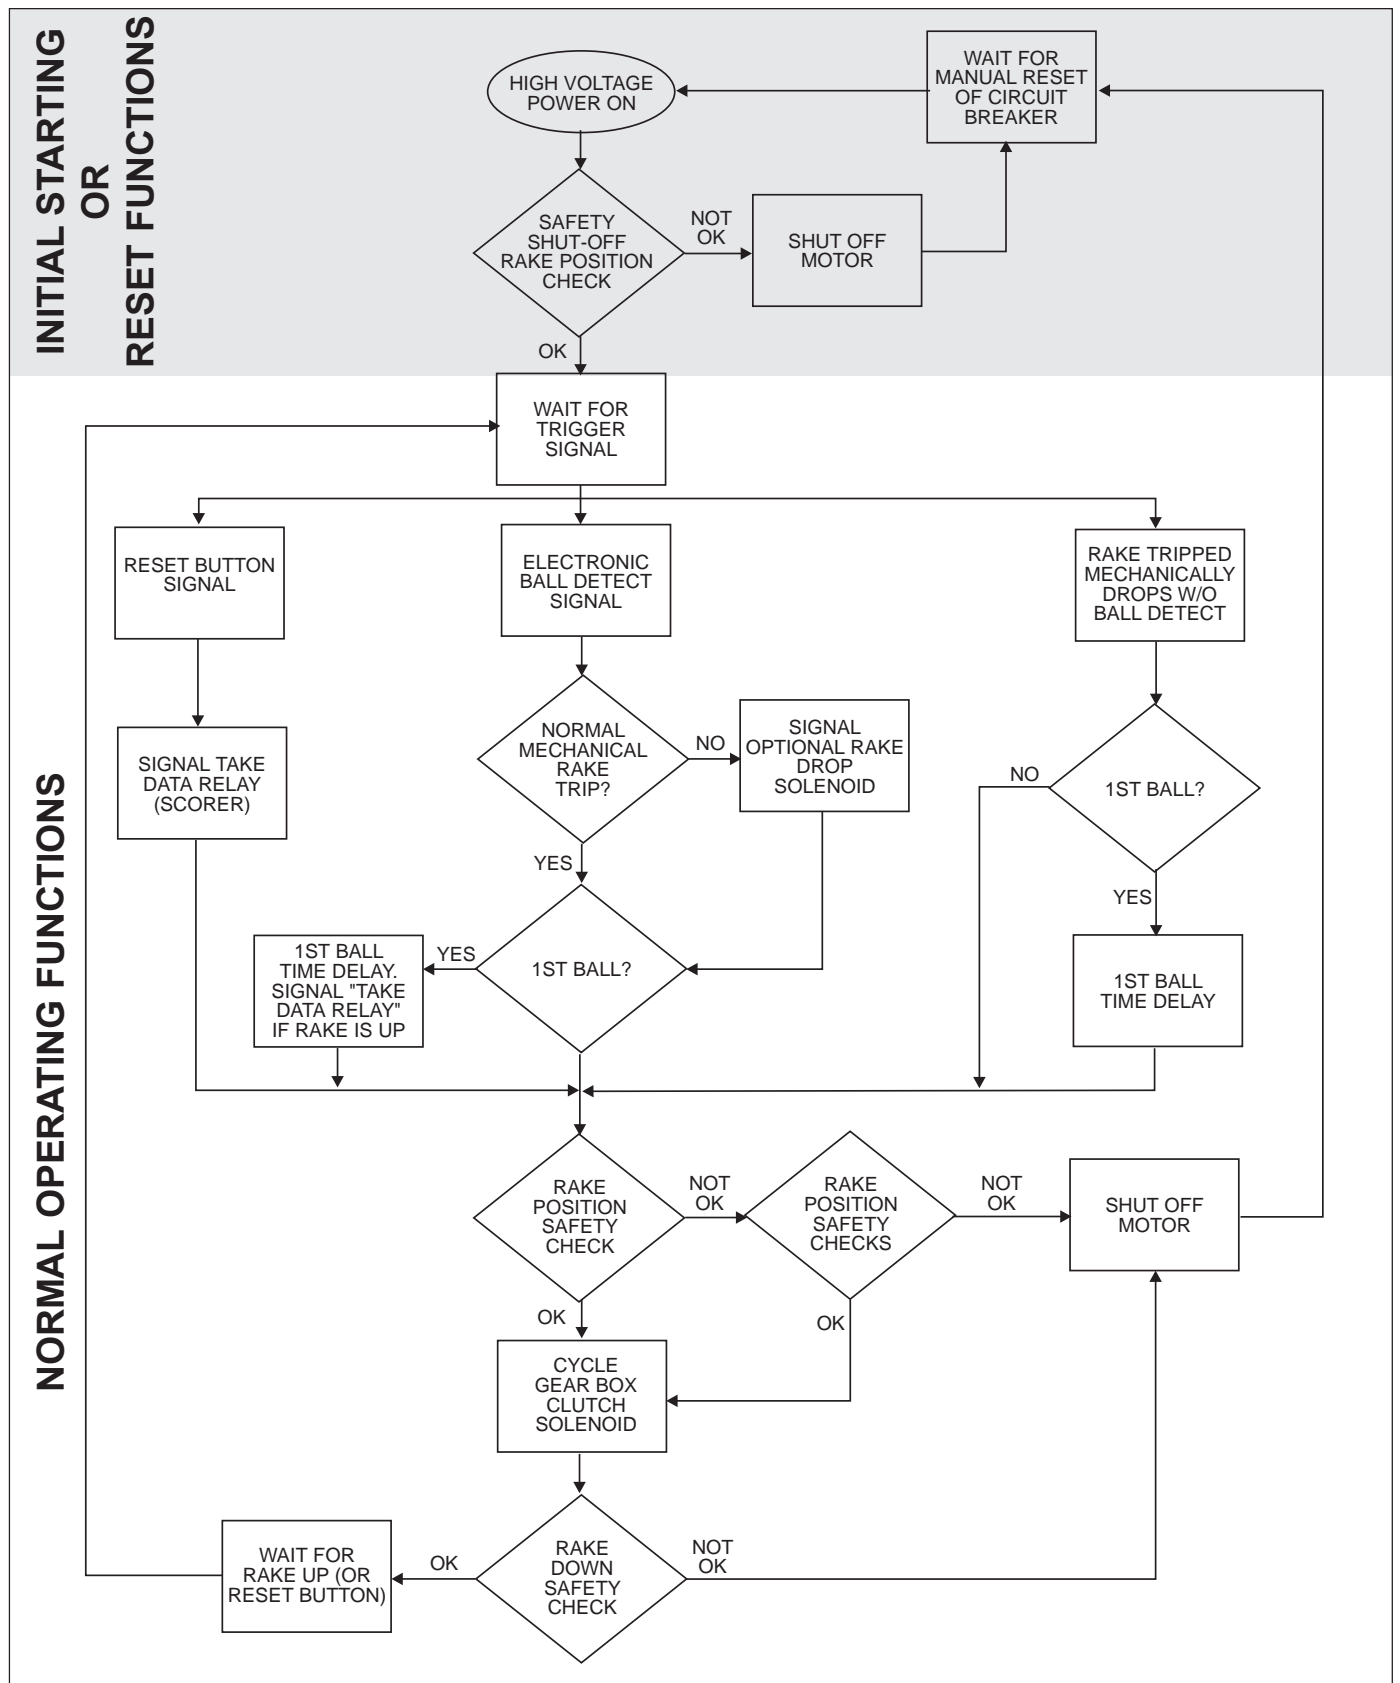 INITIAL STARTING
OR
RESET FUNCTIONS
HIGH VOLTAGE
POWER ON
WAIT FOR
MANUAL RESET
OF CIRCUIT
BREAKER
SAFETY
SHUT-OFF
RAKE POSITION
CHECK
NOT
OK
SHUT OFF
MOTOR
OK
NORMAL OPERATING FUNCTIONS
WAIT FOR
TRIGGER
SIGNAL
RESET BUTTON
SIGNAL
ELECTRONIC
BALL DETECT
SIGNAL
RAKE TRIPPED
MECHANICALLY
DROPS W/O
BALL DETECT
SIGNAL TAKE
DATA RELAY
(SCORER)
NORMAL
MECHANICAL
RAKE
TRIP?
NO
SIGNAL
OPTIONAL RAKE
DROP
SOLENOID
NO
1ST BALL?
YES
YES
1ST BALL
TIME DELAY.
SIGNAL "TAKE
DATA RELAY"
IF RAKE IS UP
YES
1ST BALL?
1ST BALL
TIME DELAY
RAKE
POSITION
SAFETY
CHECK
NOT
OK
RAKE
POSITION
SAFETY
CHECKS
NOT
OK
SHUT OFF
MOTOR
OK
OK
CYCLE
GEAR BOX
CLUTCH
SOLENOID
WAIT FOR
RAKE UP (OR
RESET BUTTON)
OK
RAKE
DOWN
SAFETY
CHECK
NOT
OK